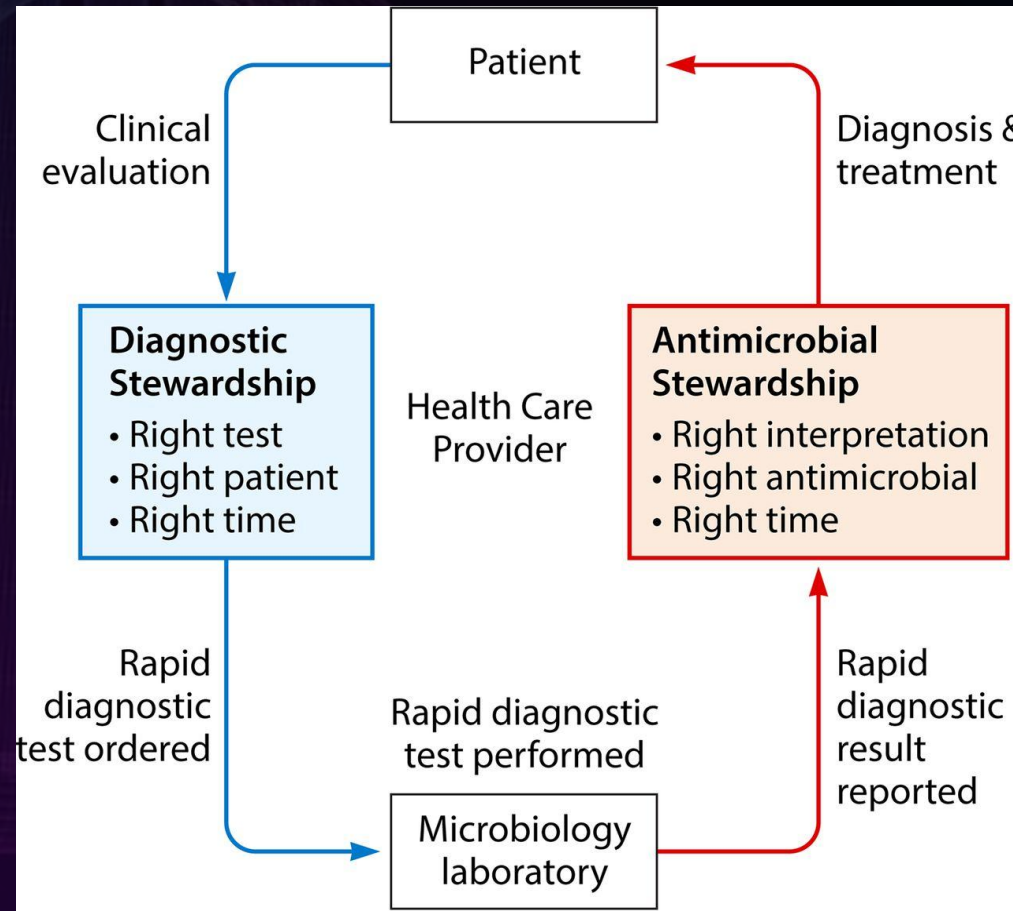 Patient
Clinical
evaluation
Diagnosis &
treatment
Diagnostic
Stewardship
• Right test
• Right patient
• Right time
Health Care
Provider
Antimicrobial
Stewardship
• Right interpretation
• Right antimicrobial
• Right time
Rapid
diagnostic
test ordered
Rapid diagnostic
test performed
Rapid
diagnostic
result
reported
Microbiology
laboratory